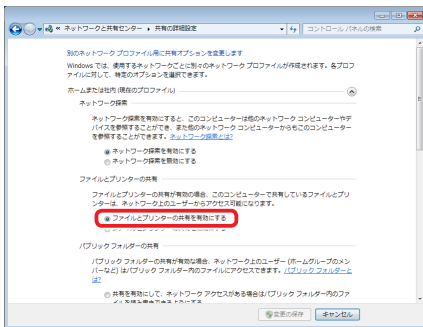 « ネットワークと共有センター ▸ 共有の詳細設定
コントロール パネルの検索
別のネットワーク プロファイル用に共有オプションを変更します
Windows では、使用するネットワークごとに別々のネットワーク プロファイルが作成されます。各プロフ
ァイルに対して、特定のオプションを選択できます。
ホームまたは社内 (現在のプロファイル)
ネットワーク探索
ネットワーク探索を有効にすると、このコンピューターは他のネットワーク コンピューターやデ
バイスを参照することができ、また他のネットワーク コンピューターからもこのコンピューター
を参照することができます。ネットワーク探索とは?
ネットワーク探索を有効にする
ネットワーク探索を無効にする
ファイルとプリンターの共有
ファイルとプリンターの共有が有効の場合、このコンピューターで共有しているファイルとプリ
ンターは、ネットワーク上のユーザーからアクセス可能になります。
ファイルとプリンターの共有を有効にする
パブリック フォルダーの共有
パブリック フォルダーの共有が有効な場合、ネットワーク上のユーザー (ホームグループのメン
バーなど) はパブリック フォルダー内のファイルにアクセスできます。パブリック フォルダーと
は?
共有を有効にして、ネットワーク アクセスがある場合はパブリック フォルダー内のファ
変更の保存
キャンセル